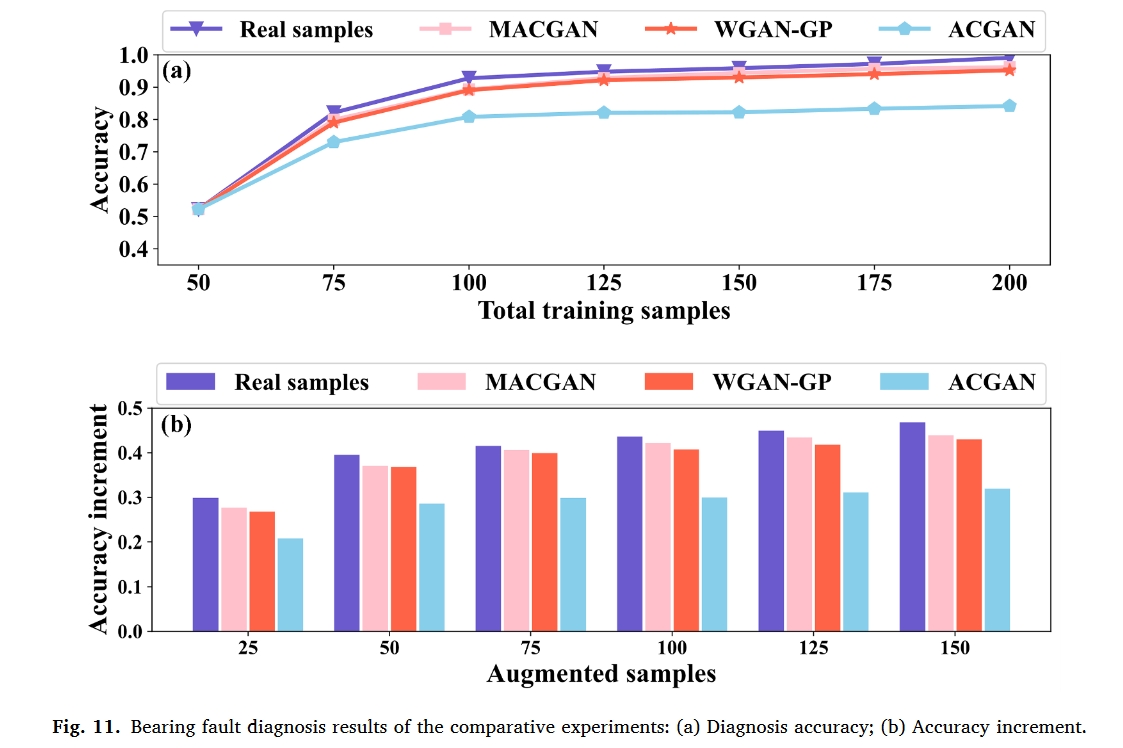 Real samples MACGAN WGAN-GP ACGAN
(a)
1.0
0.9
0.8
0.7
0.6
0.5
0.4
Accuracy
50 75 100 125 150 175 200
Total training samples
Real samples MACGAN WGAN-GP ACGAN
(b)
0.5
0.4
0.3
0.2
0.1
0.0
Accuracy increment
25 50 75 100 125 150
Augmented samples
Fig. 11. Bearing fault diagnosis results of the comparative experiments: (a) Diagnosis accuracy; (b) Accuracy increment.